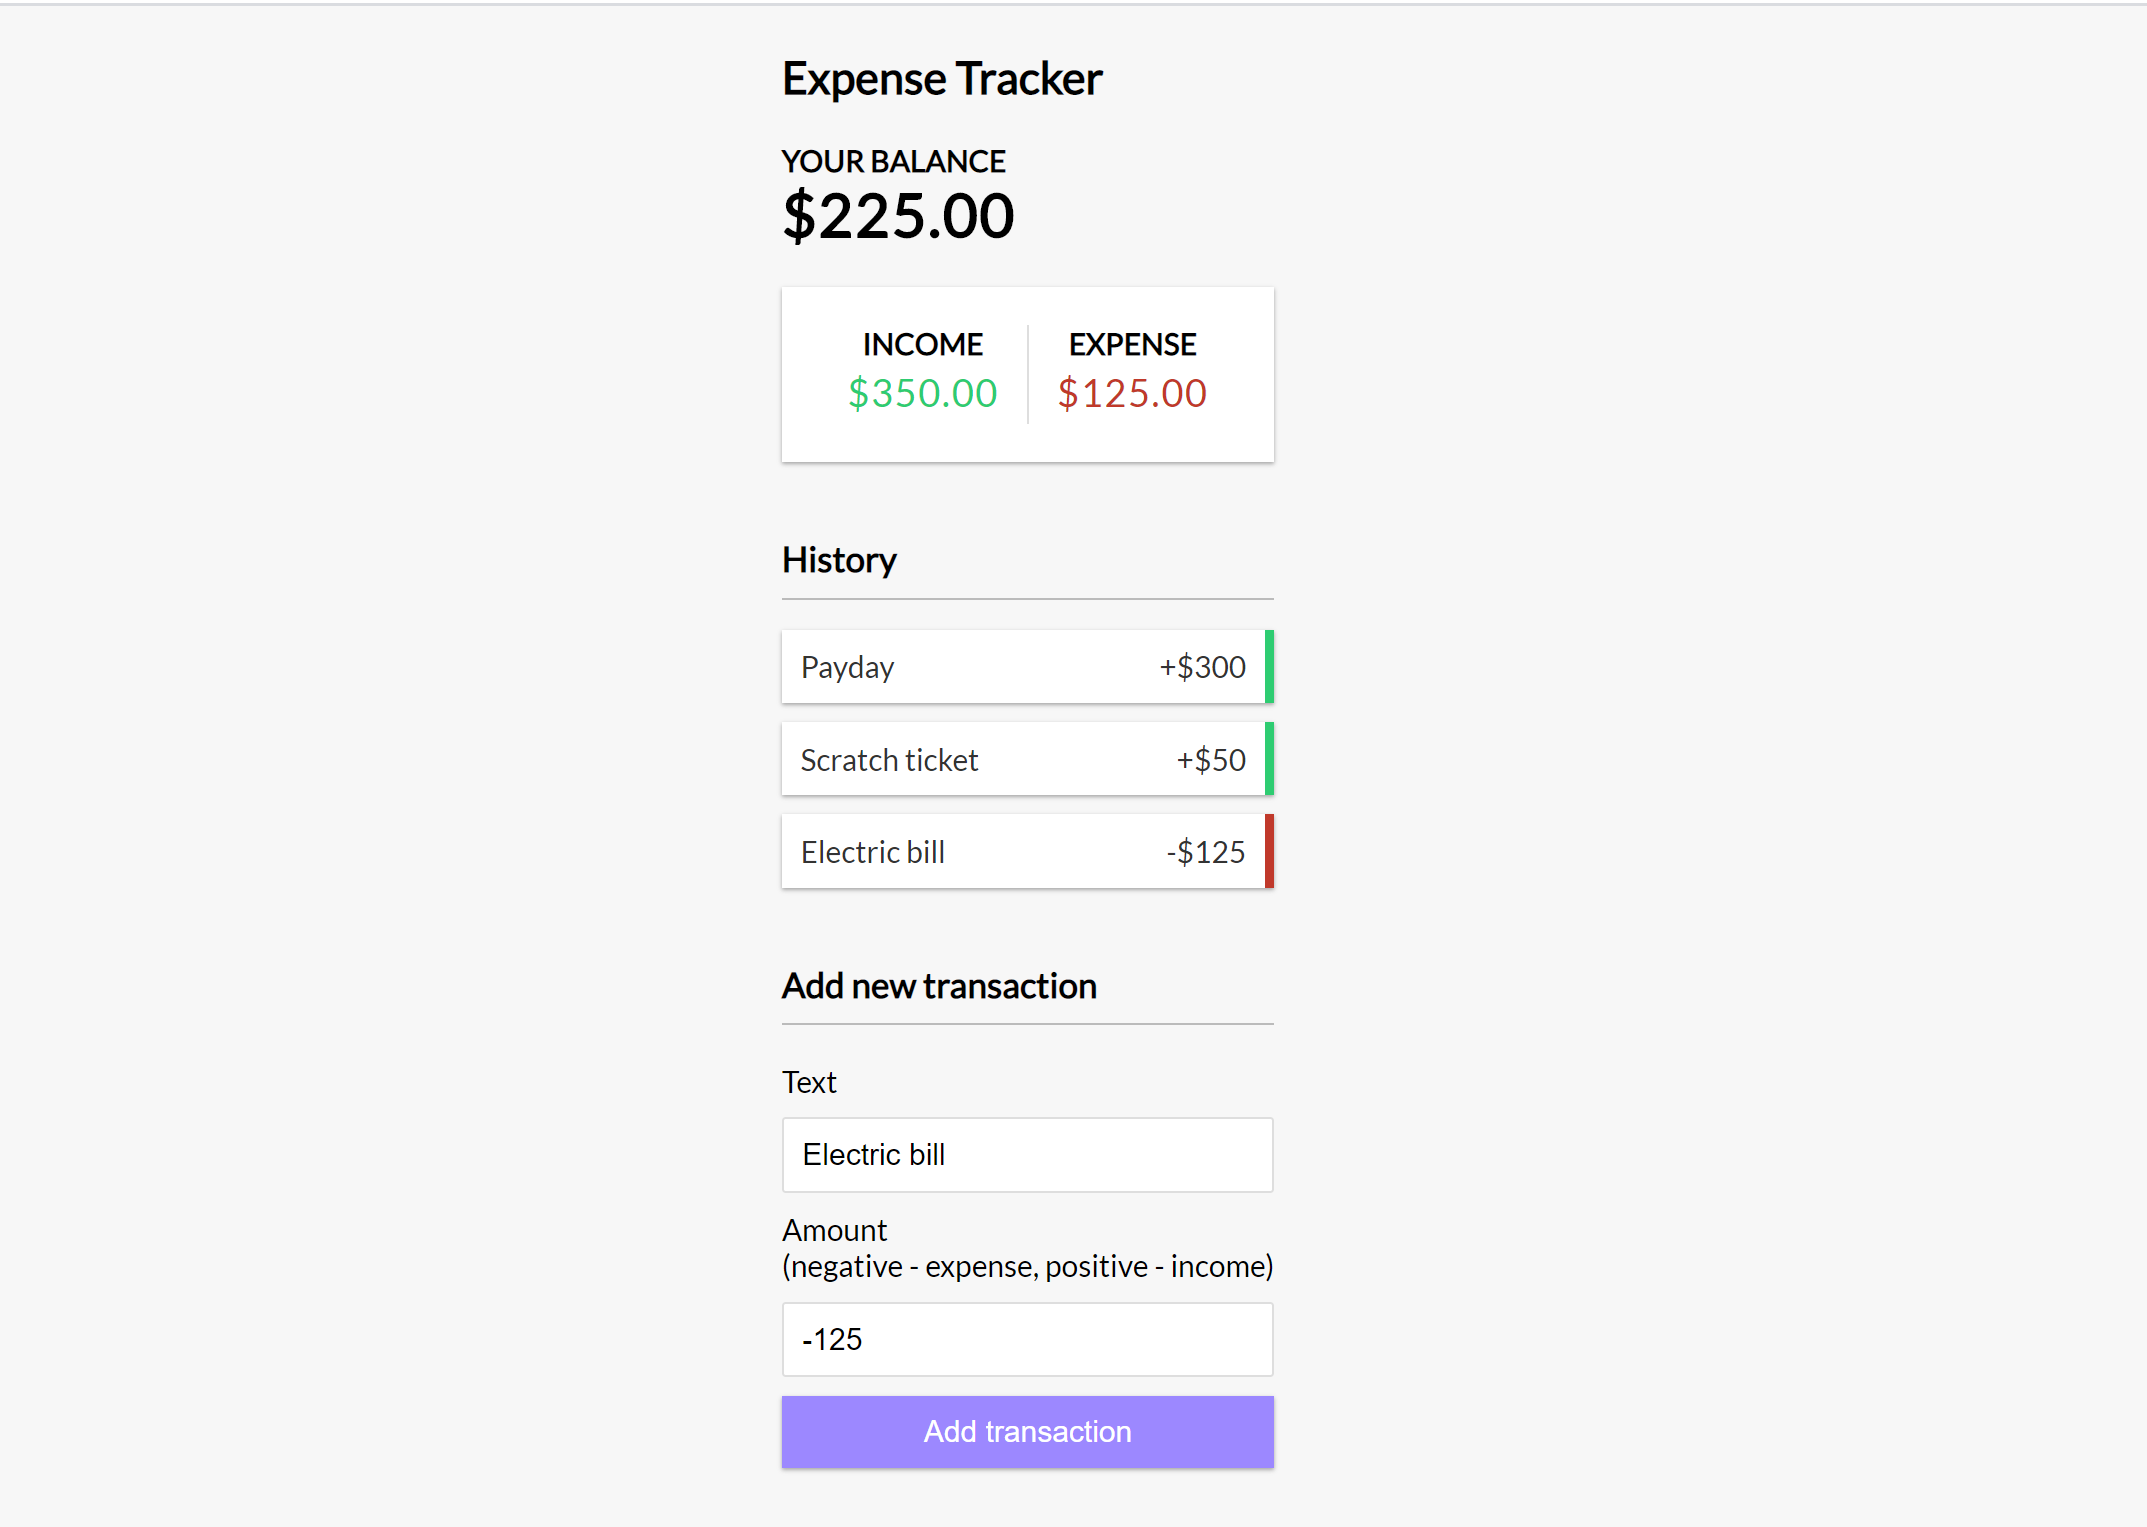 Expense Tracker
YOUR BALANCE
$225.00
INCOME EXPENSE
$350.00 $125.00
History
Payday +$300
Scratch ticket +$50
Electric bill -$125
Add new transaction
Text
Electric bill
Amount
(negative - expense, positive - income)
-125
Add transaction